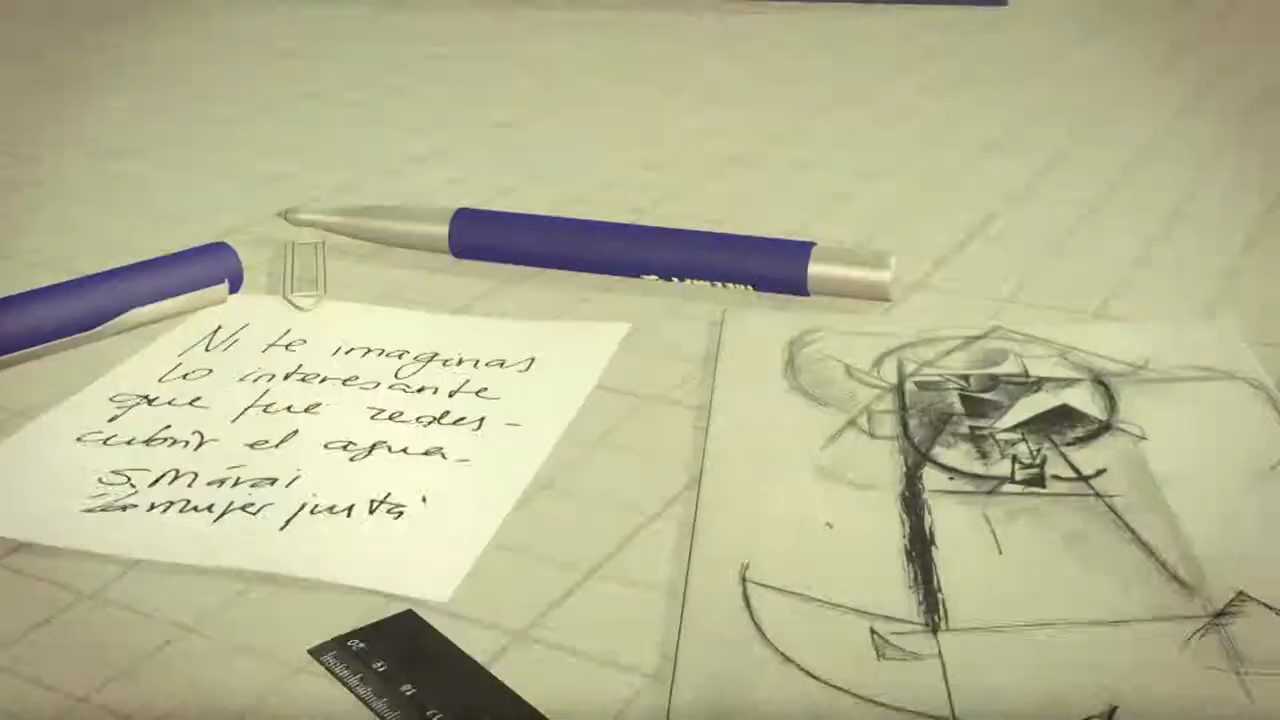 Ni te imaginas
lo interesante
que fue redes-
cubrir el agua.
S. Márai
"La mujer justa"